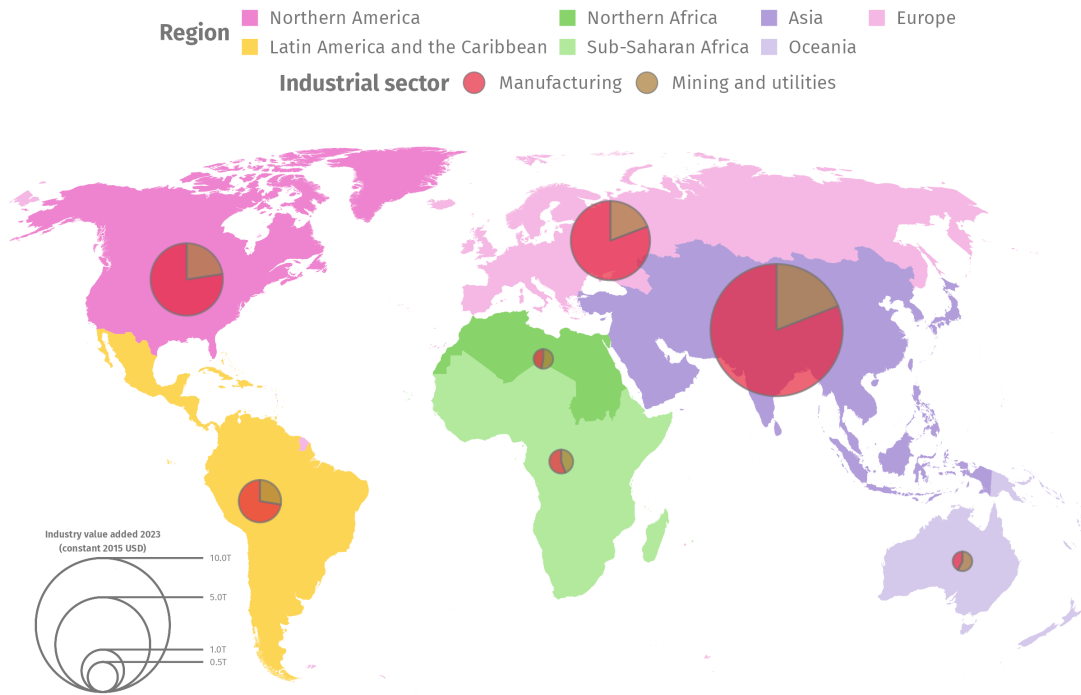 Region
Northern America
Northern Africa
Asia
Europe
Latin America and the Caribbean
Sub-Saharan Africa
Oceania
Industrial sector
Manufacturing
Mining and utilities
Industry value added 2023
(constant 2015 USD)
10.0T
5.0T
1.0T
0.5T